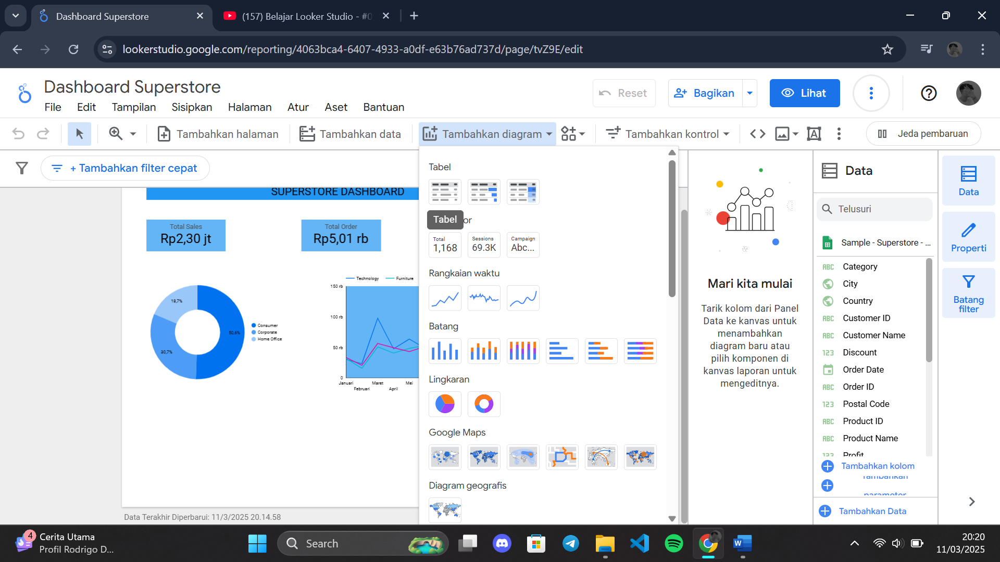 Dashboard Superstore
(157) Belajar Looker Studio - #0
lookerstudio.google.com/reporting/4063bca4-6407-4933-a0df-e63b76ad737d/page/tvZ9E/edit
Dashboard Superstore
Reset
Bagikan
Lihat
File Edit Tampilan Sisipkan Halaman Atur Aset Bantuan
Tambahkan halaman
Tambahkan data
Tambahkan diagram
Tambahkan kontrol
Jeda pembaruan
+ Tambahkan filter cepat
SUPERSTORE DASHBOARD
Total Sales
Rp2,30 jt
Total Order
Rp5,01 rb
18,7%
50,6%
30,7%
Consumer
Corporate
Home Office
Technology
Furniture
150 rb
100 rb
50 rb
0
Januari
Februari
Maret
April
Mei
Data Terakhir Diperbarui: 11/3/2025 20.14.58
Tabel
Tabel
or
Total
1,168
Sessions
69.3K
Campaign
Abc...
Rangkaian waktu
Batang
Lingkaran
Google Maps
Diagram geografis
Mari kita mulai
Tarik kolom dari Panel
Data ke kanvas untuk
menambahkan
diagram baru atau
pilih komponen di
kanvas laporan untuk
mengeditnya.
Data
Telusuri
Sample - Superstore - ...
ABC Category
City
Country
ABC Customer ID
ABC Customer Name
123 Discount
Order Date
ABC Order ID
123 Postal Code
ABC Product ID
ABC Product Name
123 Profit
Tambahkan kolom
Tambahkan
parameter
Tambahkan Data
Data
Properti
Batang
filter
4
Cerita Utama
Profil Rodrigo D...
Search
W
20:20
11/03/2025